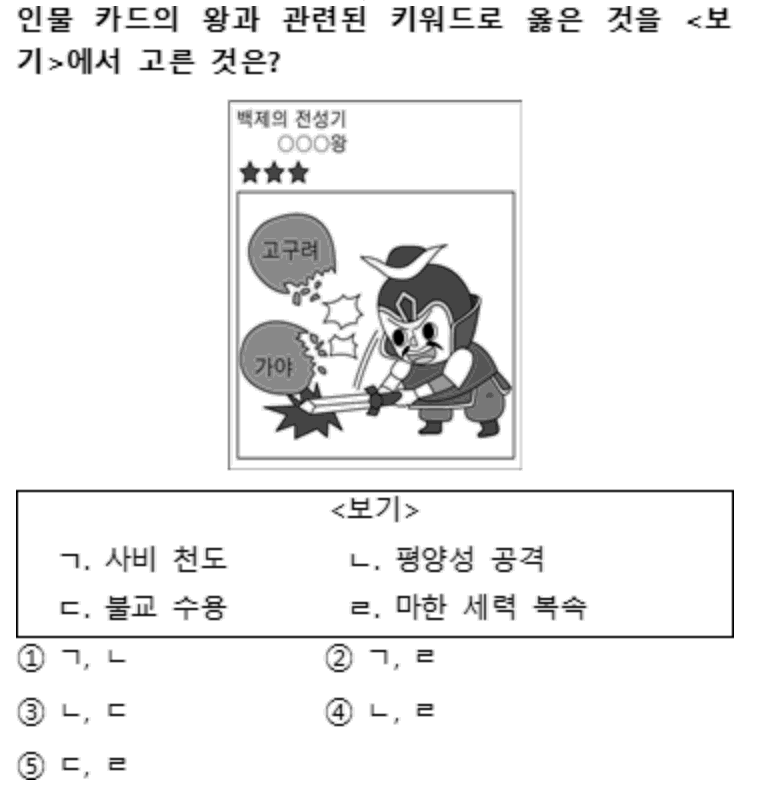 인물 카드의 왕과 관련된 키워드로 옳은 것을 <보
기>에서 고른 것은?
백제의 전성기
○○○왕
★★★
고구려
가야
<보기>
ㄱ. 사비 천도 ㄴ. 평양성 공격
ㄷ. 불교 수용 ㄹ. 마한 세력 복속
① ㄱ, ㄴ ② ㄱ, ㄹ
③ ㄴ, ㄷ ④ ㄴ, ㄹ
⑤ ㄷ, ㄹ